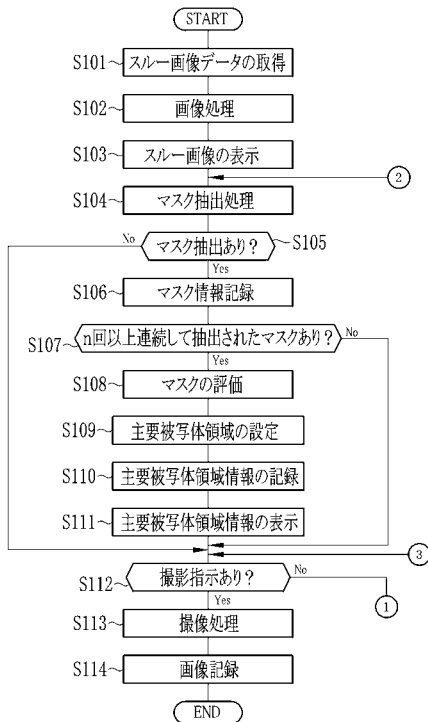 START
S101 スルー画像データの取得
S102 画像処理
S103 スルー画像の表示
2
S104 マスク抽出処理
No マスク抽出あり? S105
Yes
S106 マスク情報記録
S107 n回以上連続して抽出されたマスクあり? No
Yes
S108 マスクの評価
S109 主要被写体領域の設定
S110 主要被写体領域情報の記録
S111 主要被写体領域情報の表示
3
S112 撮影指示あり? No
1
Yes
S113 撮像処理
S114 画像記録
END